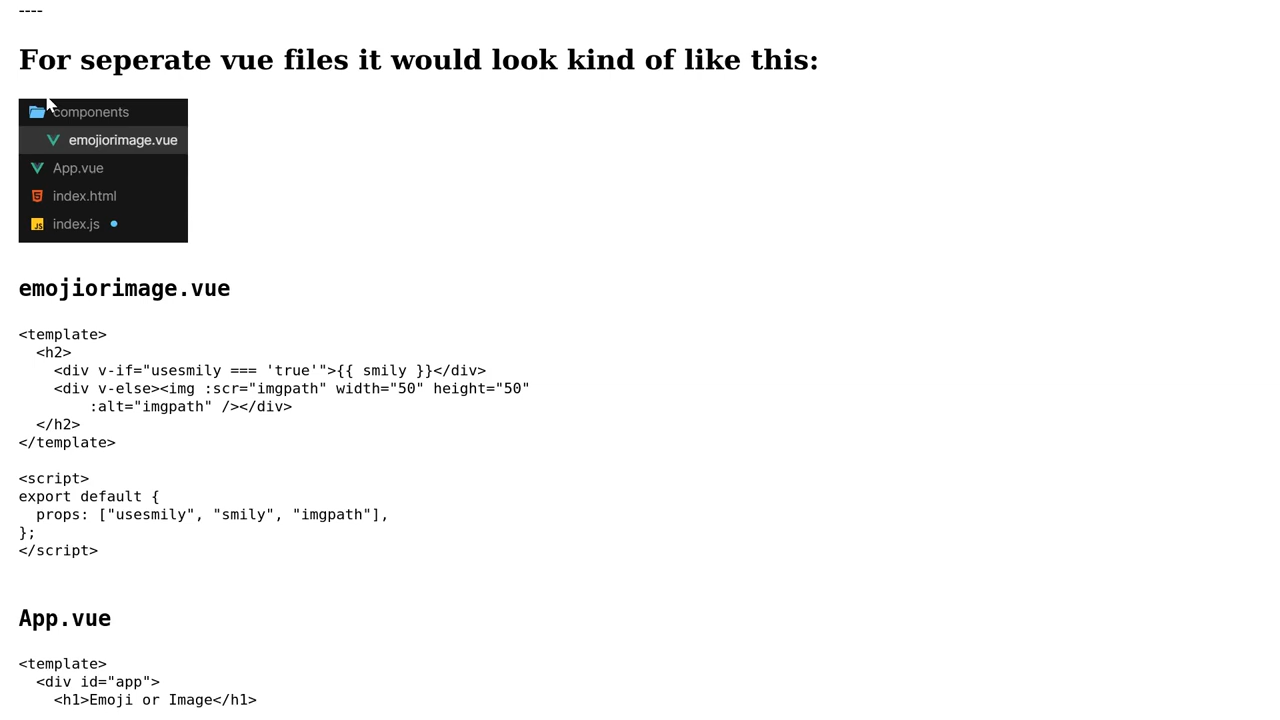 ----
For seperate vue files it would look kind of like this:
components
emojiorimage.vue
App.vue
index.html
index.js
emojiorimage.vue
<template>
  <h2>
    <div v-if="usesmily === 'true'">{{ smily }}</div>
    <div v-else><img :scr="imgpath" width="50" height="50"
        :alt="imgpath" /></div>
  </h2>
</template>
<script>
export default {
  props: ["usesmily", "smily", "imgpath"],
};
</script>
App.vue
<template>
  <div id="app">
    <h1>Emoji or Image</h1>